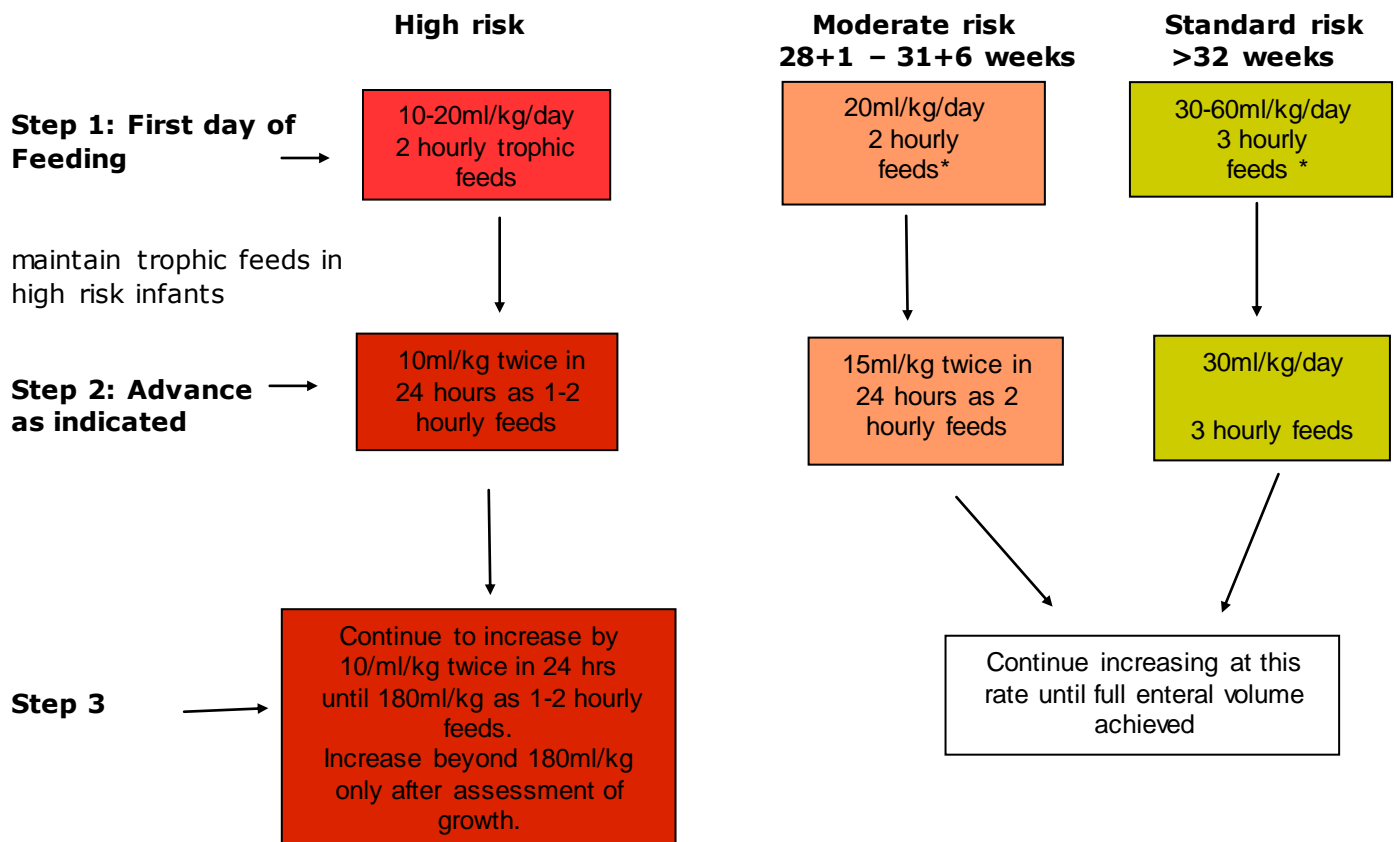 High risk
Moderate risk
28+1 – 31+6 weeks
Standard risk
>32 weeks
Step 1: First day of
Feeding
10-20ml/kg/day
2 hourly trophic
feeds
20ml/kg/day
2 hourly
feeds*
30-60ml/kg/day
3 hourly
feeds *
maintain trophic feeds in
high risk infants
Step 2: Advance
as indicated
10ml/kg twice in
24 hours as 1-2
hourly feeds
15ml/kg twice in
24 hours as 2
hourly feeds
30ml/kg/day
3 hourly feeds
Step 3
Continue to increase by
10/ml/kg twice in 24 hrs
until 180ml/kg as 1-2 hourly
feeds.
Increase beyond 180ml/kg
only after assessment of
growth.
Continue increasing at this
rate until full enteral volume
achieved